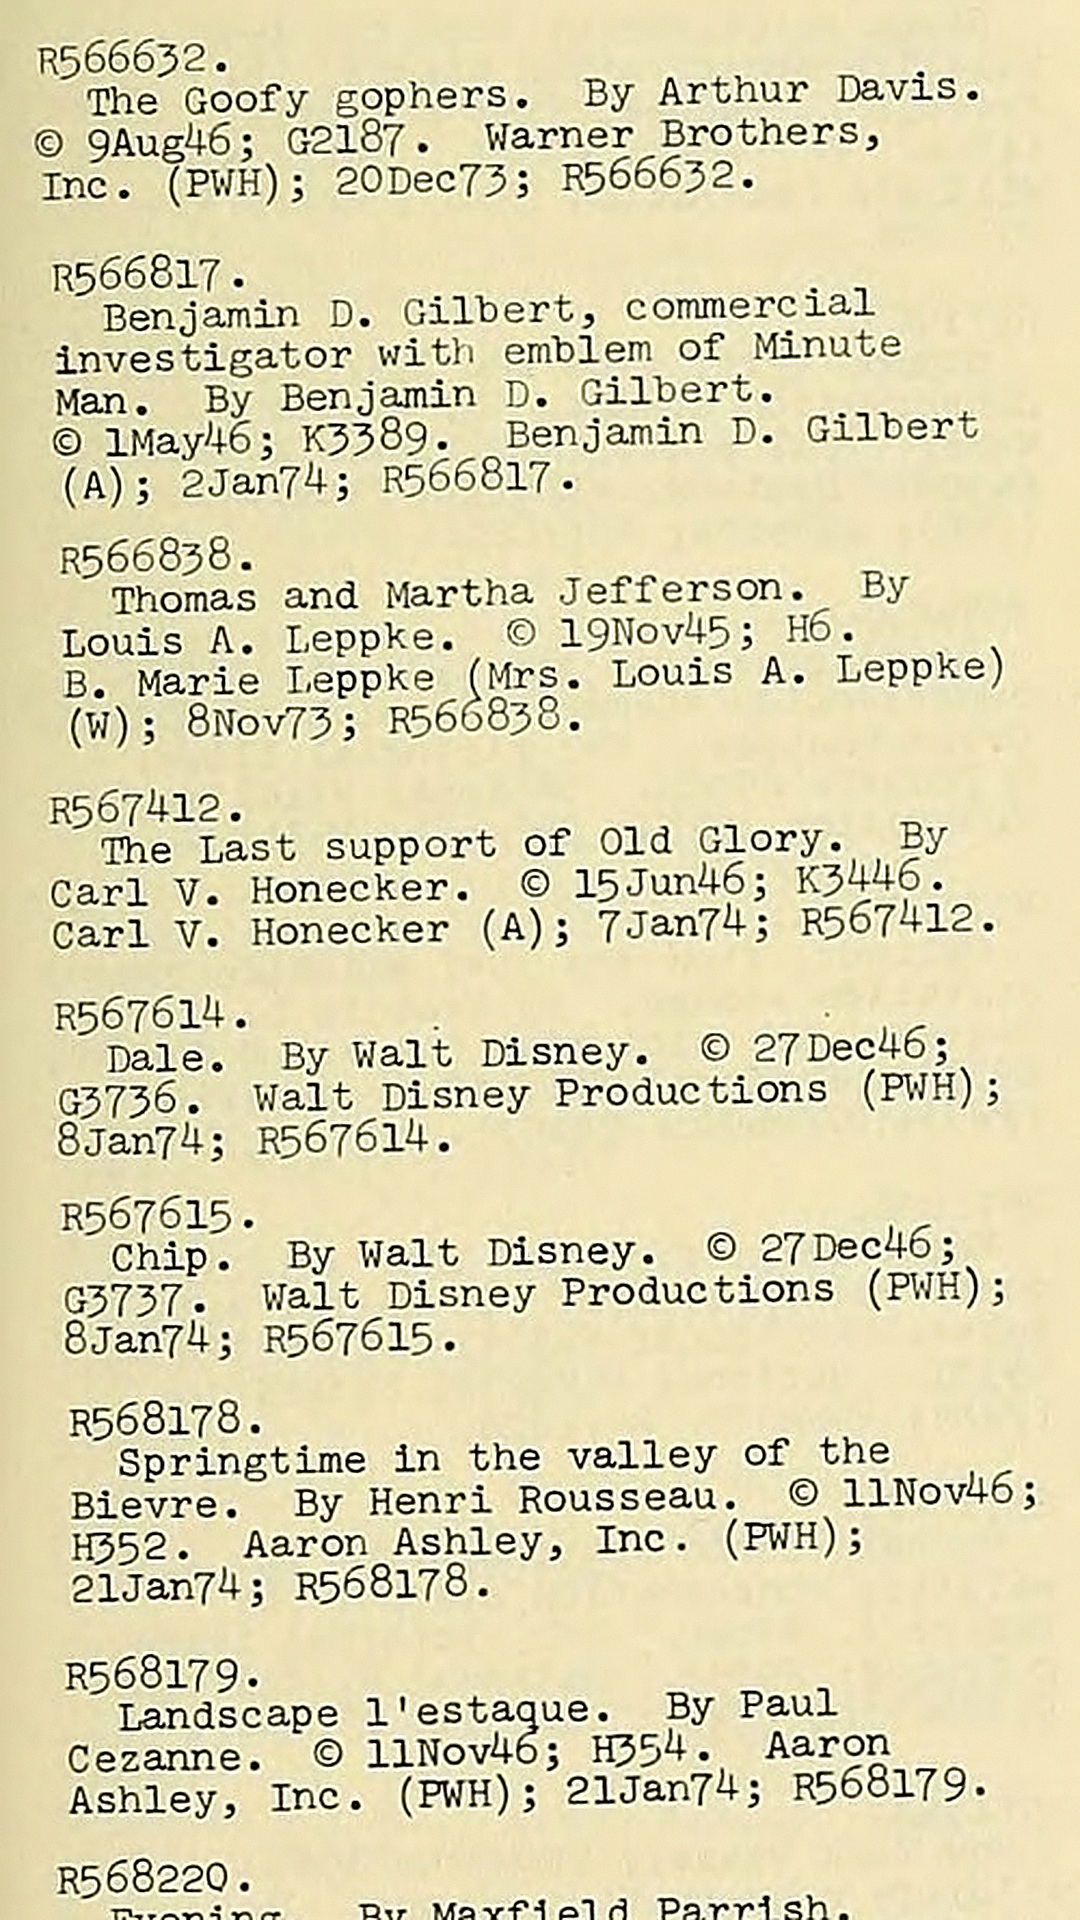 R566632.
The Goofy gophers. By Arthur Davis.
© 9Aug46; G2187. Warner Brothers,
Inc. (PWH); 20Dec73; R566632.
R566817.
Benjamin D. Gilbert, commercial
investigator with emblem of Minute
Man. By Benjamin D. Gilbert.
© 1May46; K3389. Benjamin D. Gilbert
(A); 2Jan74; R566817.
R566838.
Thomas and Martha Jefferson. By
Louis A. Leppke. © 19Nov45; H6.
B. Marie Leppke (Mrs. Louis A. Leppke)
(W); 8Nov73; R566838.
R567412.
The Last support of Old Glory. By
Carl V. Honecker. © 15Jun46; K3446.
Carl V. Honecker (A); 7Jan74; R567412.
R567614.
Dale. By Walt Disney. © 27Dec46;
G3736. Walt Disney Productions (PWH);
8Jan74; R567614.
R567615.
Chip. By Walt Disney. © 27Dec46;
G3737. Walt Disney Productions (PWH);
8Jan74; R567615.
R568178.
Springtime in the valley of the
Bievre. By Henri Rousseau. © 11Nov46;
H352. Aaron Ashley, Inc. (PWH);
21Jan74; R568178.
R568179.
Landscape l'estaque. By Paul
Cezanne. © 11Nov46; H354. Aaron
Ashley, Inc. (PWH); 21Jan74; R568179.
R568220.
Evening. By Maxfield Parrish.